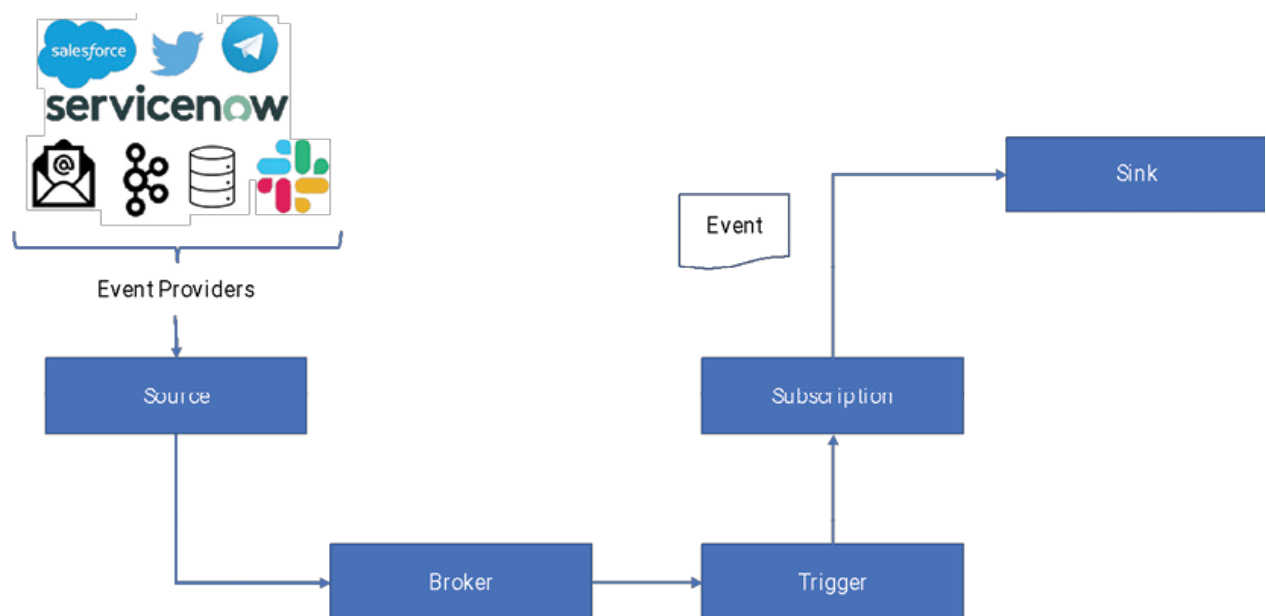 salesforce
servicenow
@
Event Providers
Source
Broker
Trigger
Subscription
Event
Sink